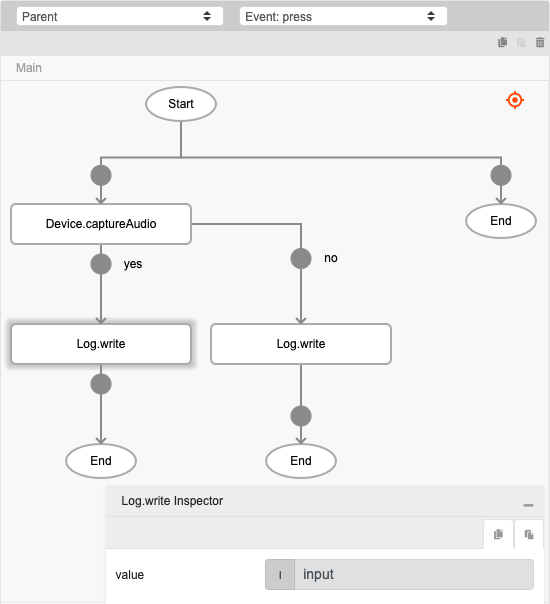 Parent
Event: press
Main
Start
Device.captureAudio
End
yes
no
Log.write
Log.write
End
End
Log.write Inspector
value
I
input